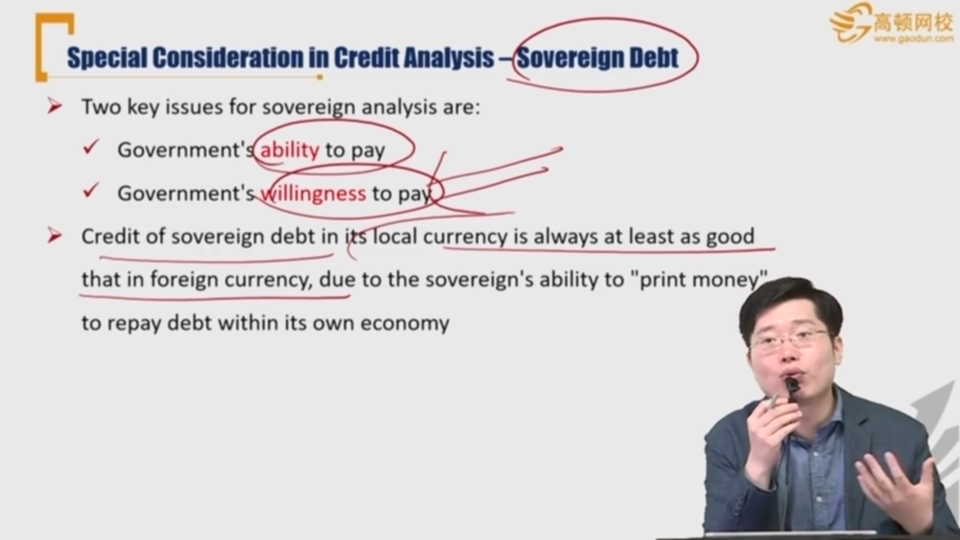 高顿网校
www.gaodun.com
Special Consideration in Credit Analysis – Sovereign Debt
➢ Two key issues for sovereign analysis are:
✓ Government's ability to pay
✓ Government's willingness to pay
➢ Credit of sovereign debt in its local currency is always at least as good
that in foreign currency, due to the sovereign's ability to "print money"
to repay debt within its own economy